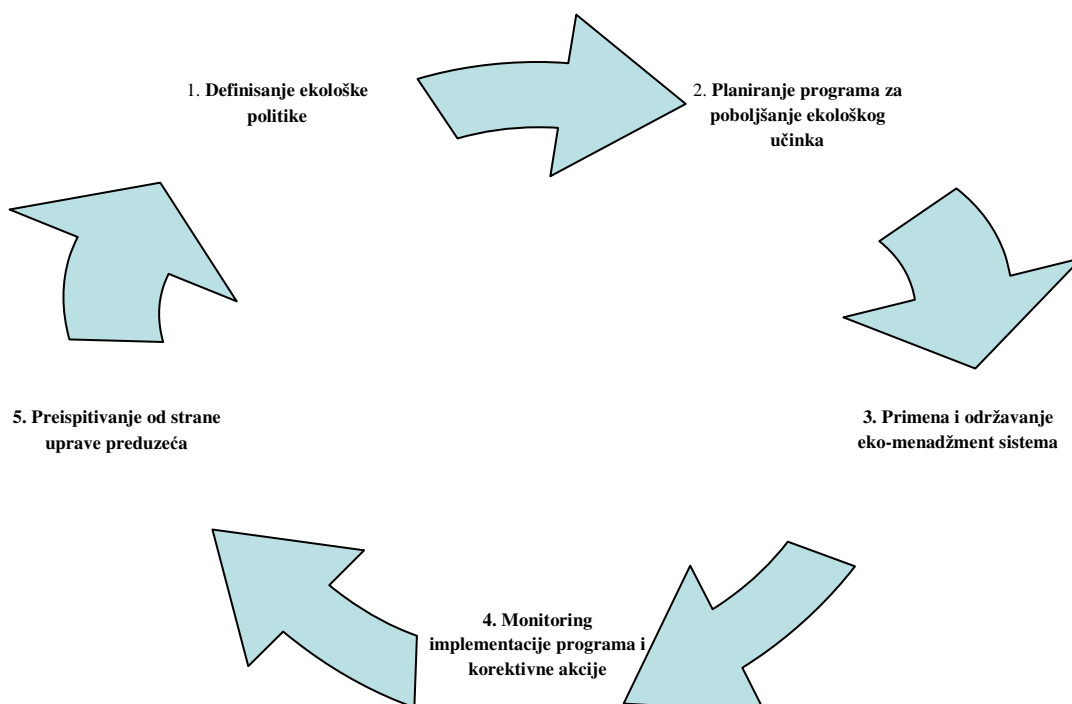 1. Definisanje ekološke
politike
2. Planiranje programa za
poboljšanje ekološkog
učinka
3. Primena i održavanje
eko-menadžment sistema
4. Monitoring
implementacije programa i
korektivne akcije
5. Preispitivanje od strane
uprave preduzeća